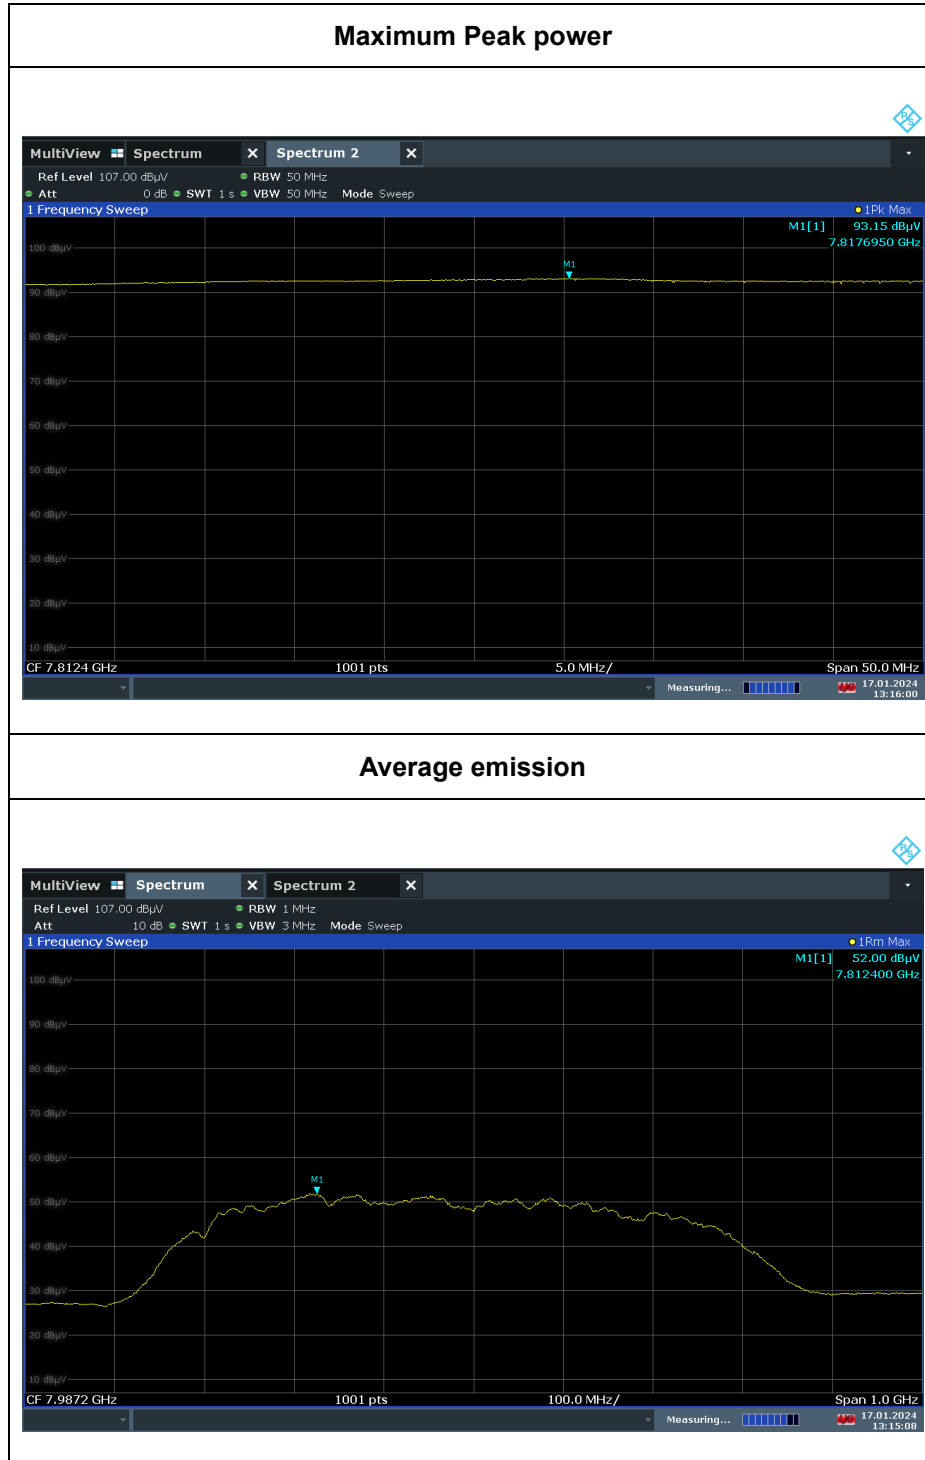 Maximum Peak power
R S
MultiView Spectrum X Spectrum 2 X
Ref Level 107.00 dBµV RBW 50 MHz
Att 0 dB SWT 1 s VBW 50 MHz Mode Sweep
1 Frequency Sweep 1Pk Max
M1[1] 93.15 dBµV
7.8176950 GHz
100 dBµV
M1
90 dBµV
80 dBµV
70 dBµV
60 dBµV
50 dBµV
40 dBµV
30 dBµV
20 dBµV
10 dBµV
CF 7.8124 GHz 1001 pts 5.0 MHz/ Span 50.0 MHz
Measuring... 17.01.2024
13:16:00
Average emission
R S
MultiView Spectrum X Spectrum 2 X
Ref Level 107.00 dBµV RBW 1 MHz
Att 10 dB SWT 1 s VBW 3 MHz Mode Sweep
1 Frequency Sweep 1Rm Max
M1[1] 52.00 dBµV
7.812400 GHz
100 dBµV
90 dBµV
80 dBµV
70 dBµV
60 dBµV
M1
50 dBµV
40 dBµV
30 dBµV
20 dBµV
10 dBµV
CF 7.9872 GHz 1001 pts 100.0 MHz/ Span 1.0 GHz
Measuring... 17.01.2024
13:15:08